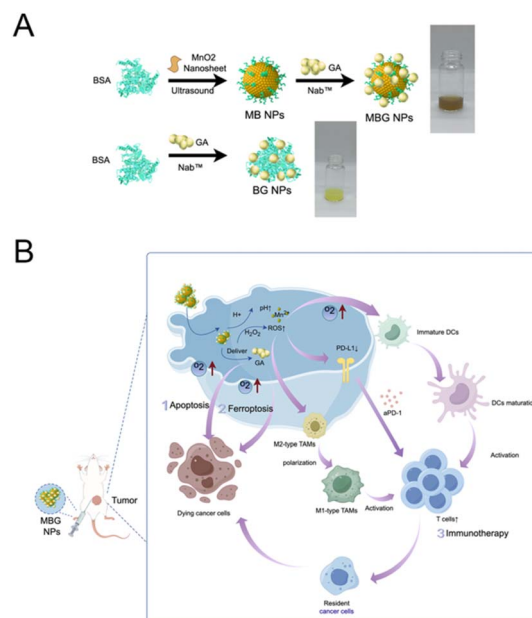 A
BSA
MnO2
Nanosheet
Ultrasound
MB NPs
GA
Nab™
MBG NPs
BSA
GA
Nab™
BG NPs
B
H+
pH↑
Mn²⁺
H₂O₂
ROS↑
Deliver
GA
O2↑
O2↑
O2↑
PD-L1↓
Immature DCs
aPD-1
DCs maturation
1 Apoptosis
2 Ferroptosis
M2-type TAMs
polarization
Activation
Dying cancer cells
M1-type TAMs
Activation
T cells↑
3 Immunotherapy
Tumor
MBG
NPs
Resident
cancer cells